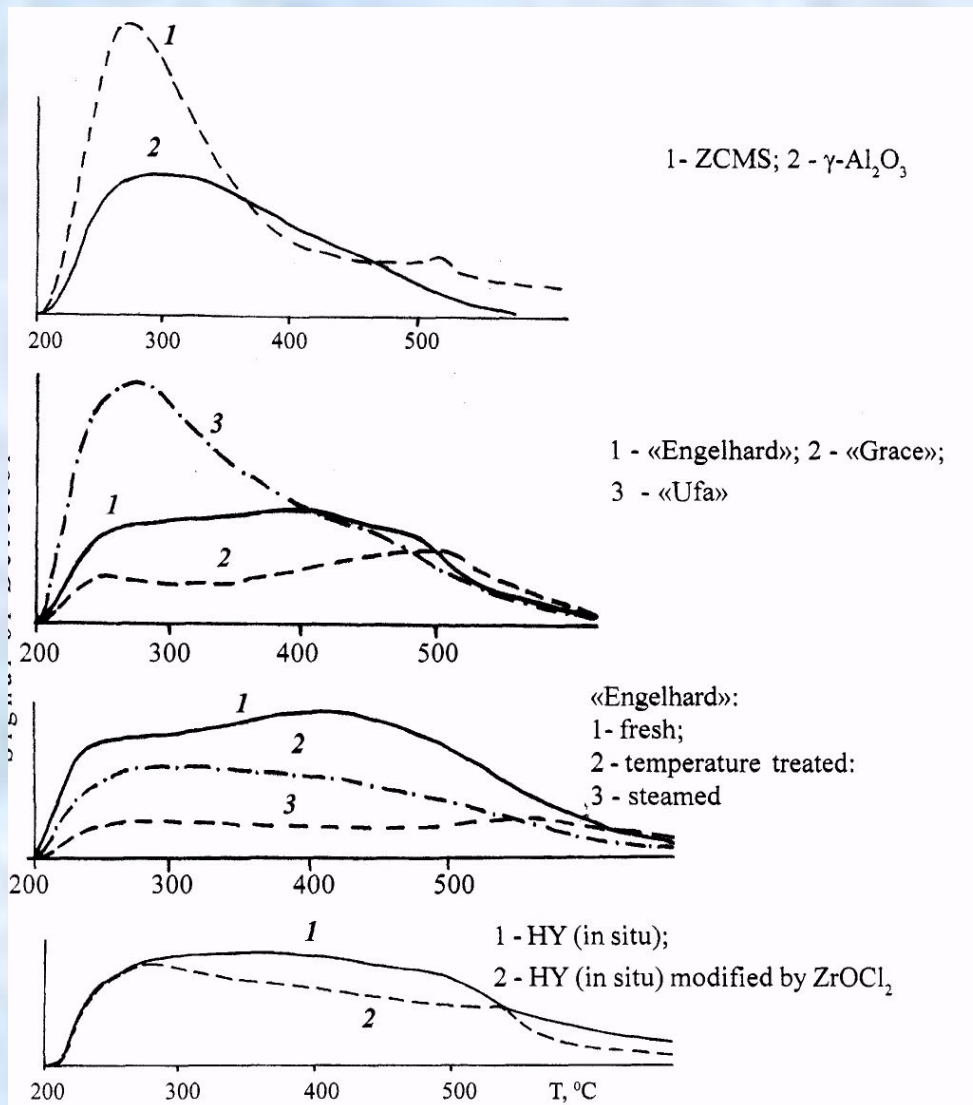 1
2
1- ZCMS; 2 - γ-Al₂O₃
200 300 400 500
3
1
2
1 - «Engelhard»; 2 - «Grace»;
3 - «Ufa»
200 300 400 500
1
2
3
«Engelhard»:
1- fresh;
2 - temperature treated:
3 - steamed
200 300 400 500
1
2
1 - HY (in situ);
2 - HY (in situ) modified by ZrOCl₂
200 300 400 500 T, ⁰C